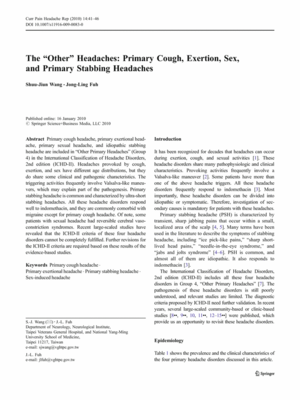 Curr Pain Headache Rep (2010) 14:41–46
DOI 10.1007/s11916-009-0083-0
The “Other” Headaches: Primary Cough, Exertion, Sex,
and Primary Stabbing Headaches
Shuu-Jiun Wang · Jong-Ling Fuh
Published online: 16 January 2010
© Springer Science+Business Media, LLC 2010
Abstract Primary cough headache, primary exertional head-
ache, primary sexual headache, and idiopathic stabbing
headache are included in “Other Primary Headaches” (Group
4) in the International Classification of Headache Disorders,
2nd edition (ICHD-II). Headaches provoked by cough,
exertion, and sex have different age distributions, but they
do share some clinical and pathogenic characteristics. The
triggering activities frequently involve Valsalva-like maneu-
vers, which may explain part of the pathogenesis. Primary
stabbing headache is common and characterized by ultra-short
stabbing headaches. All these headache disorders respond
well to indomethacin, and they are commonly comorbid with
migraine except for primary cough headache. Of note, some
patients with sexual headache had reversible cerebral vaso-
constriction syndromes. Recent large-scaled studies have
revealed that the ICHD-II criteria of these four headache
disorders cannot be completely fulfilled. Further revisions for
the ICHD-II criteria are required based on these results of the
evidence-based studies.
Keywords Primary cough headache ·
Primary exertional headache · Primary stabbing headache ·
Sex-induced headache
S.-J. Wang (✉) · J.-L. Fuh
Department of Neurology, Neurological Institute,
Taipei Veterans General Hospital, and National Yang-Ming
University School of Medicine,
Taipei 11217, Taiwan
e-mail: sjwang@vghtpe.gov.tw
J.-L. Fuh
e-mail: jlfuh@vghtpe.gov.tw
Introduction
It has been recognized for decades that headaches can occur
during exertion, cough, and sexual activities [1]. These
headache disorders share many pathophysiologic and clinical
characteristics. Provoking activities frequently involve a
Valsalva-like maneuver [2]. Some patients have more than
one of the above headache triggers. All these headache
disorders frequently respond to indomethacin [3]. Most
importantly, these headache disorders can be divided into
idiopathic or symptomatic. Therefore, investigation of sec-
ondary causes is mandatory for patients with these headaches.
Primary stabbing headache (PSH) is characterized by
transient, sharp jabbing pains that occur within a small,
localized area of the scalp [4, 5]. Many terms have been
used in the literature to describe the symptoms of stabbing
headache, including “ice pick-like pains”, “sharp short-
lived head pains,” “needle-in-the-eye syndrome,” and
“jabs and jolts syndrome” [4–6]. PSH is common, and
almost all of them are idiopathic. It also responds to
indomethacin [3].
The International Classification of Headache Disorders,
2nd edition (ICHD-II) includes all these four headache
disorders in Group 4, “Other Primary Headaches” [7]. The
pathogenesis of these headache disorders is still poorly
understood, and relevant studies are limited. The diagnostic
criteria proposed by ICHD-II need further validation. In recent
years, several large-scaled community-based or clinic-based
studies [8••, 9•, 10, 11••, 12–13••] were published, which
provide us an opportunity to revisit these headache disorders.
Epidemiology
Table 1 shows the prevalence and the clinical characteristics of
the four primary headache disorders discussed in this article.
Springer